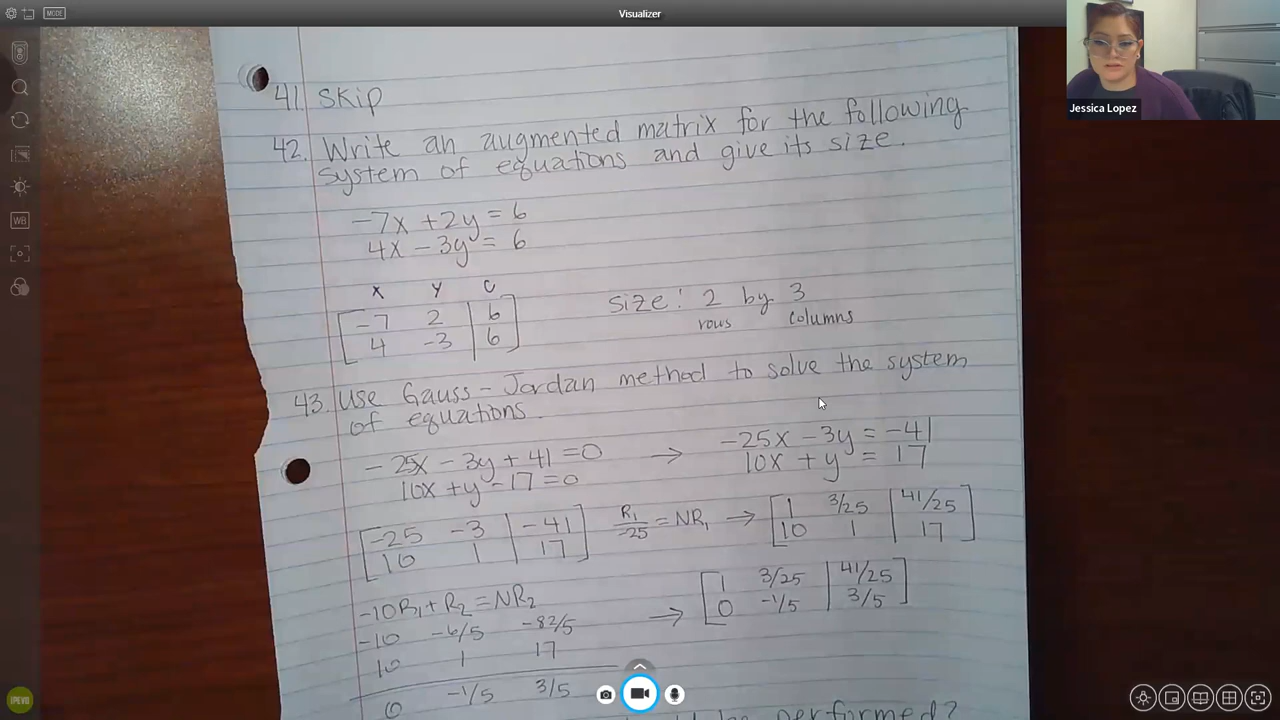 MODE
Visualizer
Jessica Lopez
WB
IPEVO
41. Skip
42. Write an augmented matrix for the following
system of equations and give its size.
-7x + 2y = 6
4x - 3y = 6
x y C
-7 2 | 6
4 -3 | 6
size: 2 by 3
rows columns
43. Use Gauss-Jordan method to solve the system
of equations.
-25x - 3y + 41 = 0 → -25x - 3y = -41
10x + y - 17 = 0 10x + y = 17
[-25 -3 | -41] R₁/-25 = NR₁ → [1 3/25 | 41/25]
[10 1 | 17] [10 1 | 17]
-10R₁ + R₂ = NR₂ → [1 3/25 | 41/25]
[0 -1/5 | 3/5]
-10 -6/5 -82/5
10 1 17
0 -1/5 3/5
be performed?